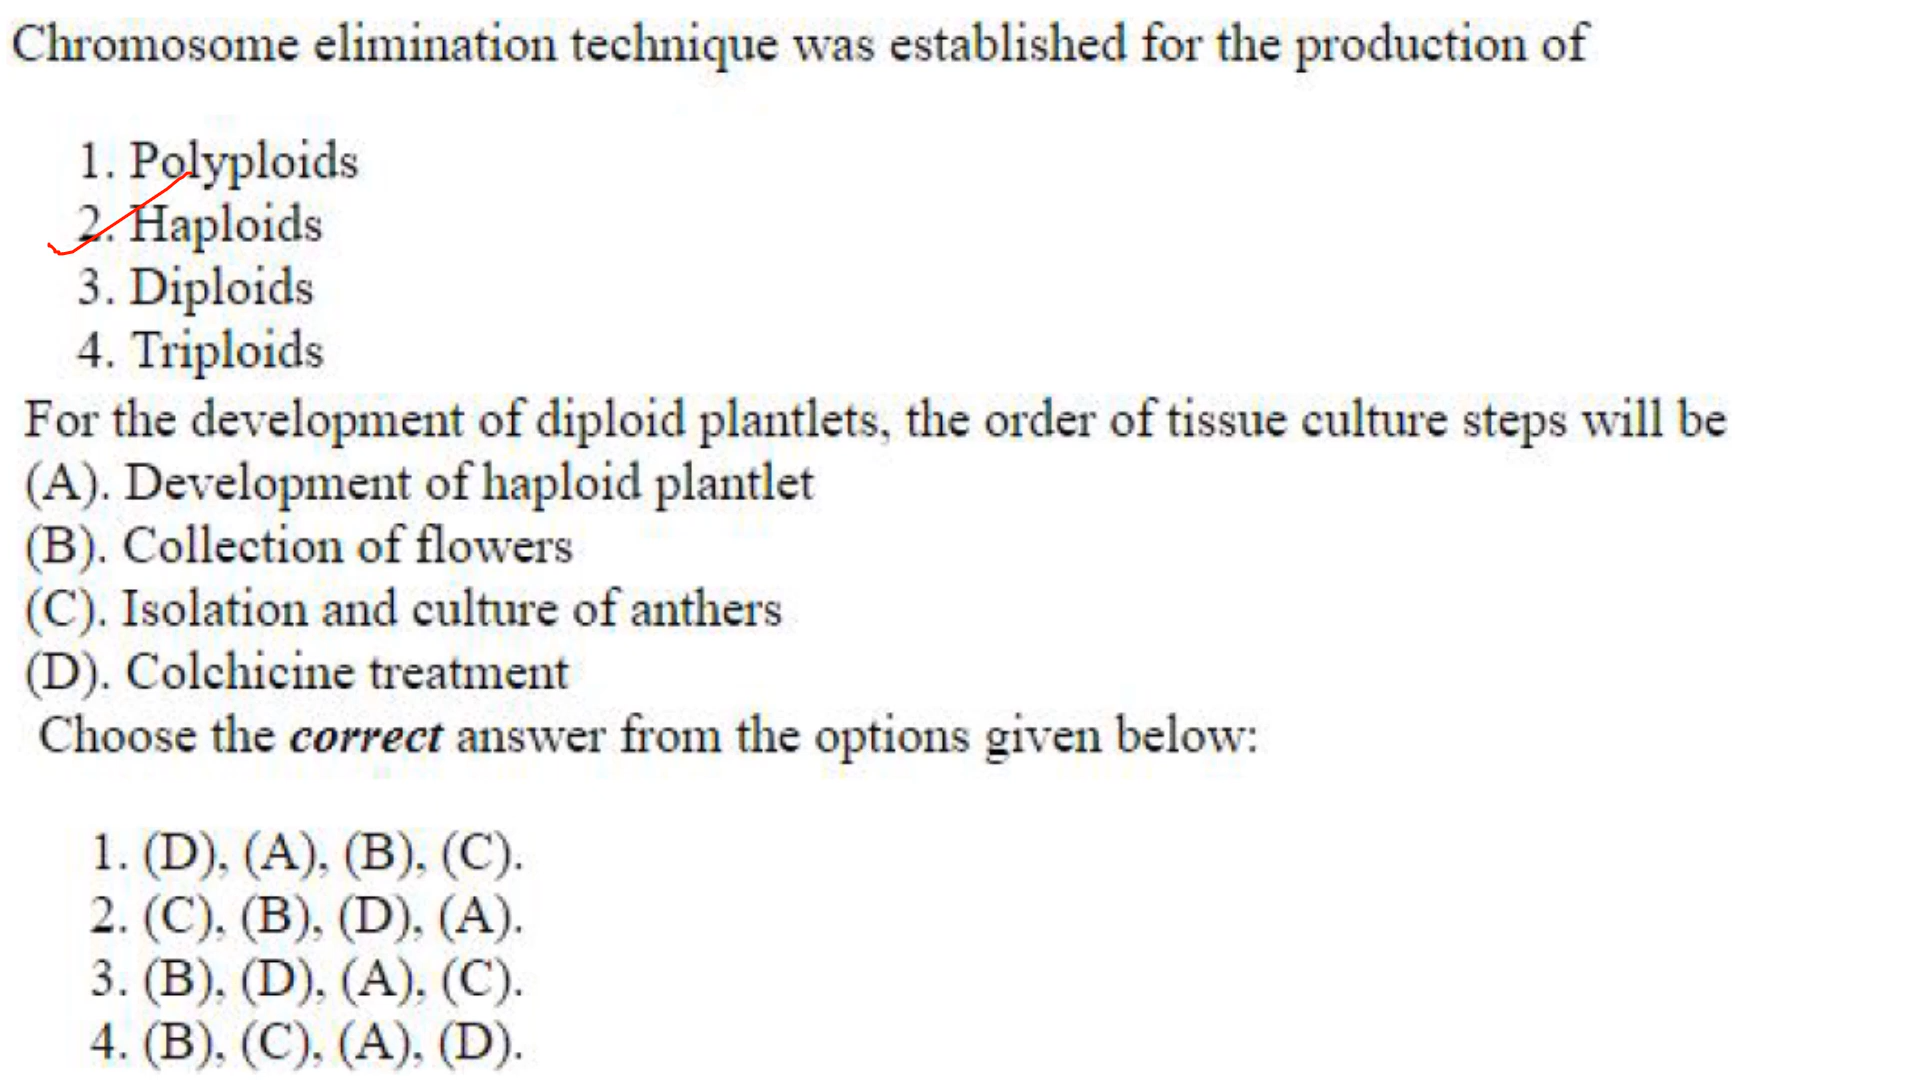 Chromosome elimination technique was established for the production of
1. Polyploids
2. Haploids
3. Diploids
4. Triploids
For the development of diploid plantlets, the order of tissue culture steps will be
(A). Development of haploid plantlet
(B). Collection of flowers
(C). Isolation and culture of anthers
(D). Colchicine treatment
Choose the correct answer from the options given below:
1. (D), (A), (B), (C).
2. (C), (B), (D), (A).
3. (B), (D), (A), (C).
4. (B), (C), (A), (D).